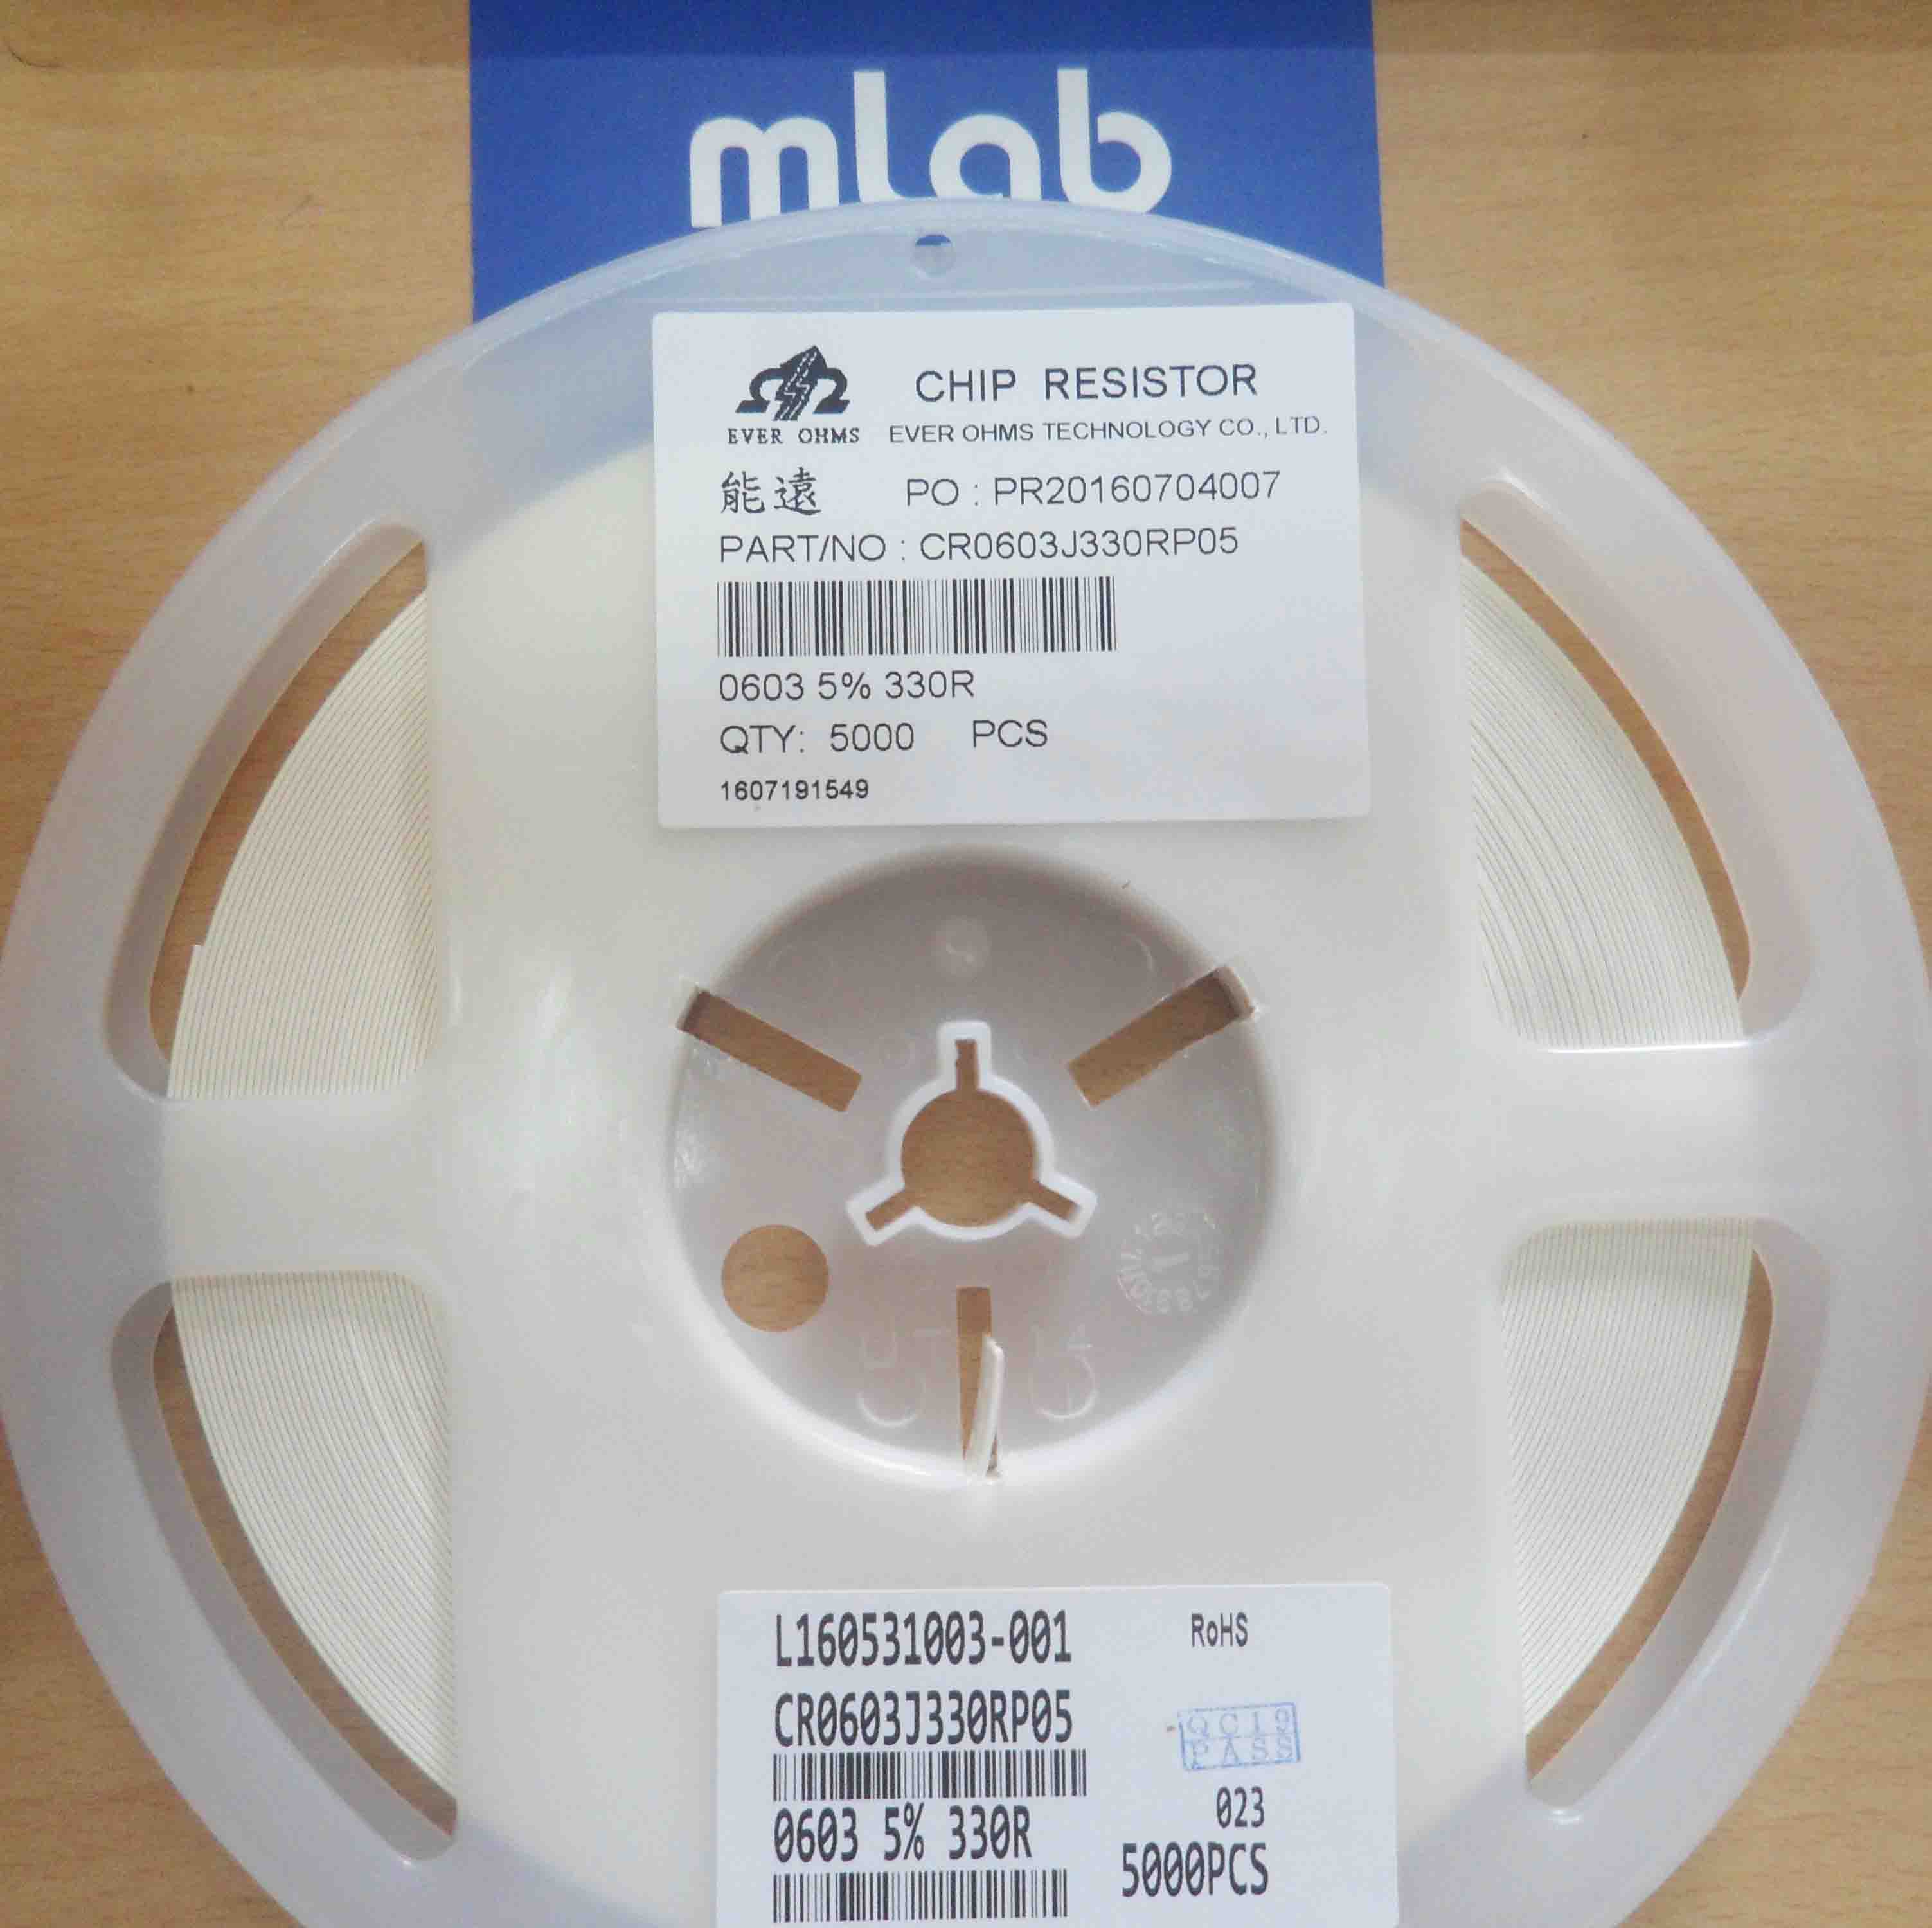 mlab
CHIP RESISTOR
EVER OHMS EVER OHMS TECHNOLOGY CO., LTD.
能遠 PO : PR20160704007
PART/NO : CR0603J330RP05
0603 5% 330R
QTY: 5000 PCS
1607191549
L160531003-001 RoHS
CR0603J330RP05
QC19
PASS
023
0603 5% 330R
5000PCS